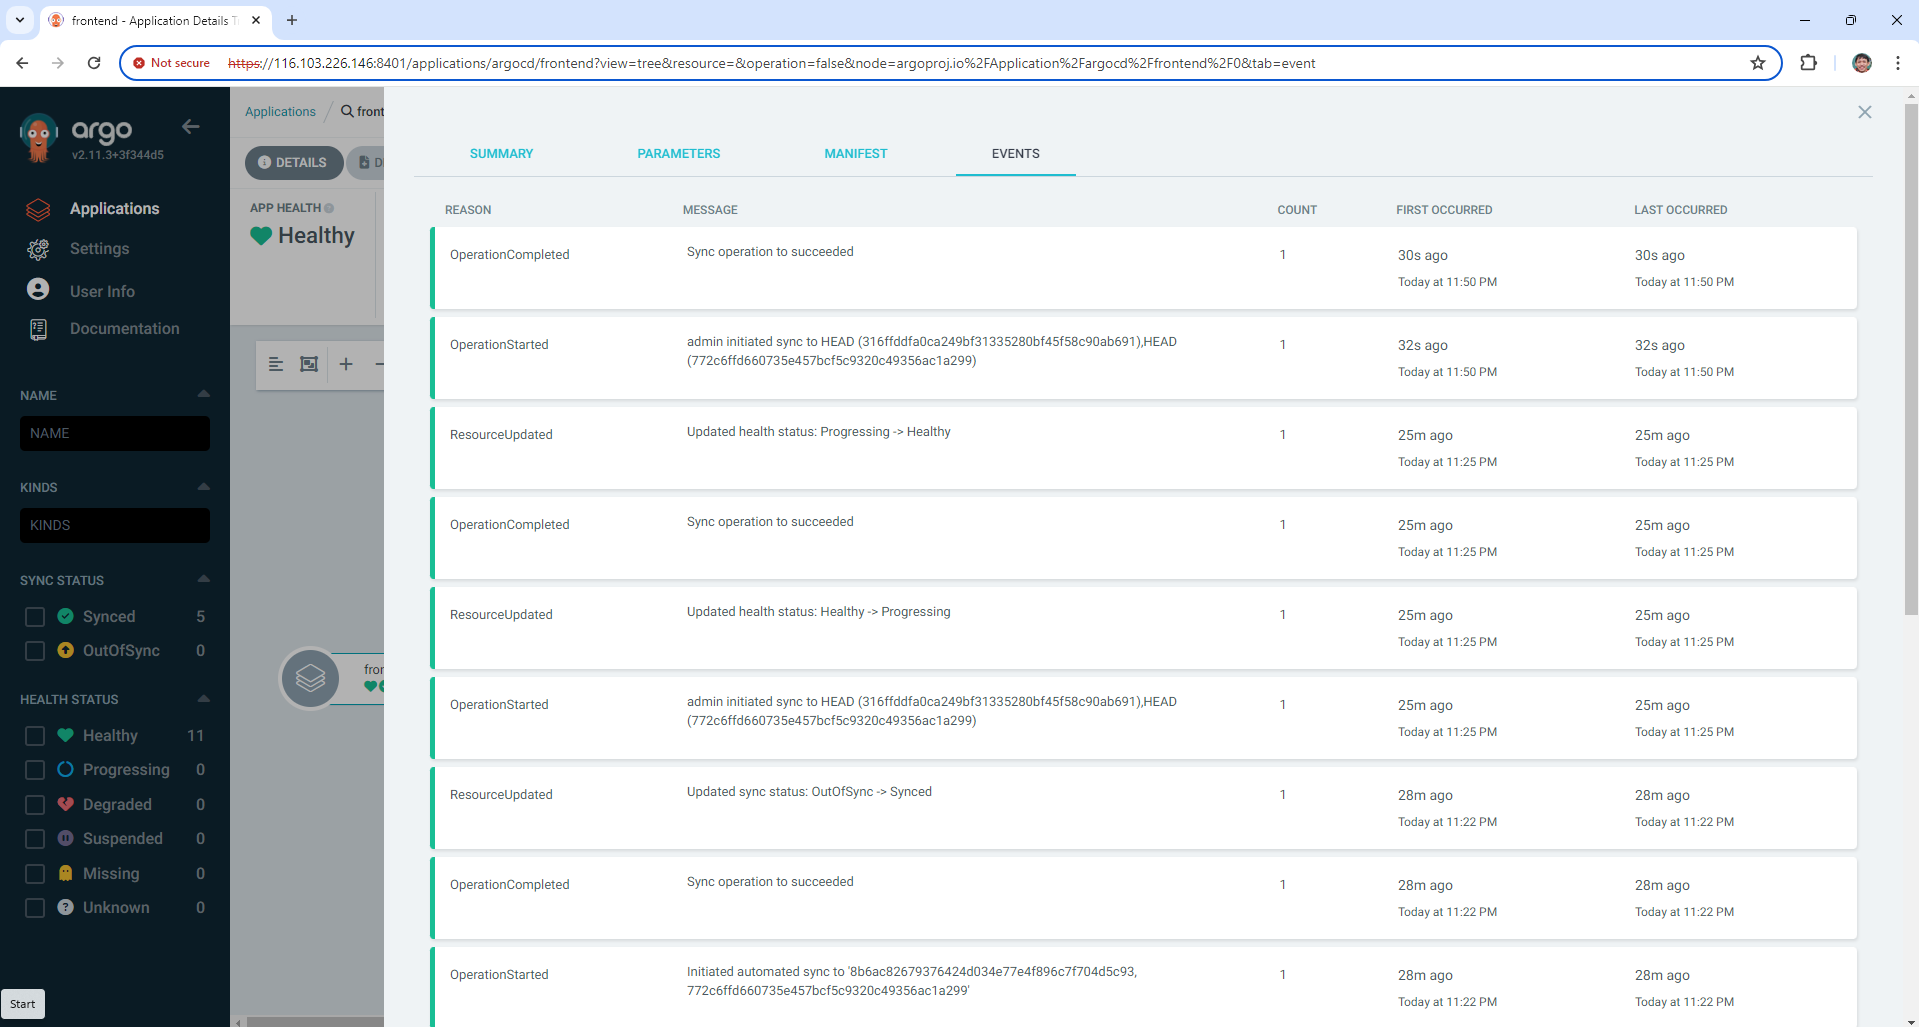 frontend - Application Details T
Not secure https://116.103.226.146:8401/applications/argocd/frontend?view=tree&resource=&operation=false&node=argoproj.io%2FApplication%2Fargocd%2Ffrontend%2F0&tab=event
argo
v2.11.3+3f344d5
Applications
Settings
User Info
Documentation
NAME
NAME
KINDS
KINDS
SYNC STATUS
Synced 5
OutOfSync 0
HEALTH STATUS
Healthy 11
Progressing 0
Degraded 0
Suspended 0
Missing 0
Unknown 0
Start
Applications / front
DETAILS D
APP HEALTH
Healthy
fron
SUMMARY PARAMETERS MANIFEST EVENTS
REASON MESSAGE COUNT FIRST OCCURRED LAST OCCURRED
OperationCompleted Sync operation to succeeded 1 30s ago 30s ago
Today at 11:50 PM Today at 11:50 PM
OperationStarted admin initiated sync to HEAD (316ffddfa0ca249bf31335280bf45f58c90ab691),HEAD 1 32s ago 32s ago
(772c6ffd660735e457bcf5c9320c49356ac1a299) Today at 11:50 PM Today at 11:50 PM
ResourceUpdated Updated health status: Progressing -> Healthy 1 25m ago 25m ago
Today at 11:25 PM Today at 11:25 PM
OperationCompleted Sync operation to succeeded 1 25m ago 25m ago
Today at 11:25 PM Today at 11:25 PM
ResourceUpdated Updated health status: Healthy -> Progressing 1 25m ago 25m ago
Today at 11:25 PM Today at 11:25 PM
OperationStarted admin initiated sync to HEAD (316ffddfa0ca249bf31335280bf45f58c90ab691),HEAD 1 25m ago 25m ago
(772c6ffd660735e457bcf5c9320c49356ac1a299) Today at 11:25 PM Today at 11:25 PM
ResourceUpdated Updated sync status: OutOfSync -> Synced 1 28m ago 28m ago
Today at 11:22 PM Today at 11:22 PM
OperationCompleted Sync operation to succeeded 1 28m ago 28m ago
Today at 11:22 PM Today at 11:22 PM
OperationStarted Initiated automated sync to '8b6ac82679376424d034e77e4f896c7f704d5c93, 1 28m ago 28m ago
772c6ffd660735e457bcf5c9320c49356ac1a299' Today at 11:22 PM Today at 11:22 PM